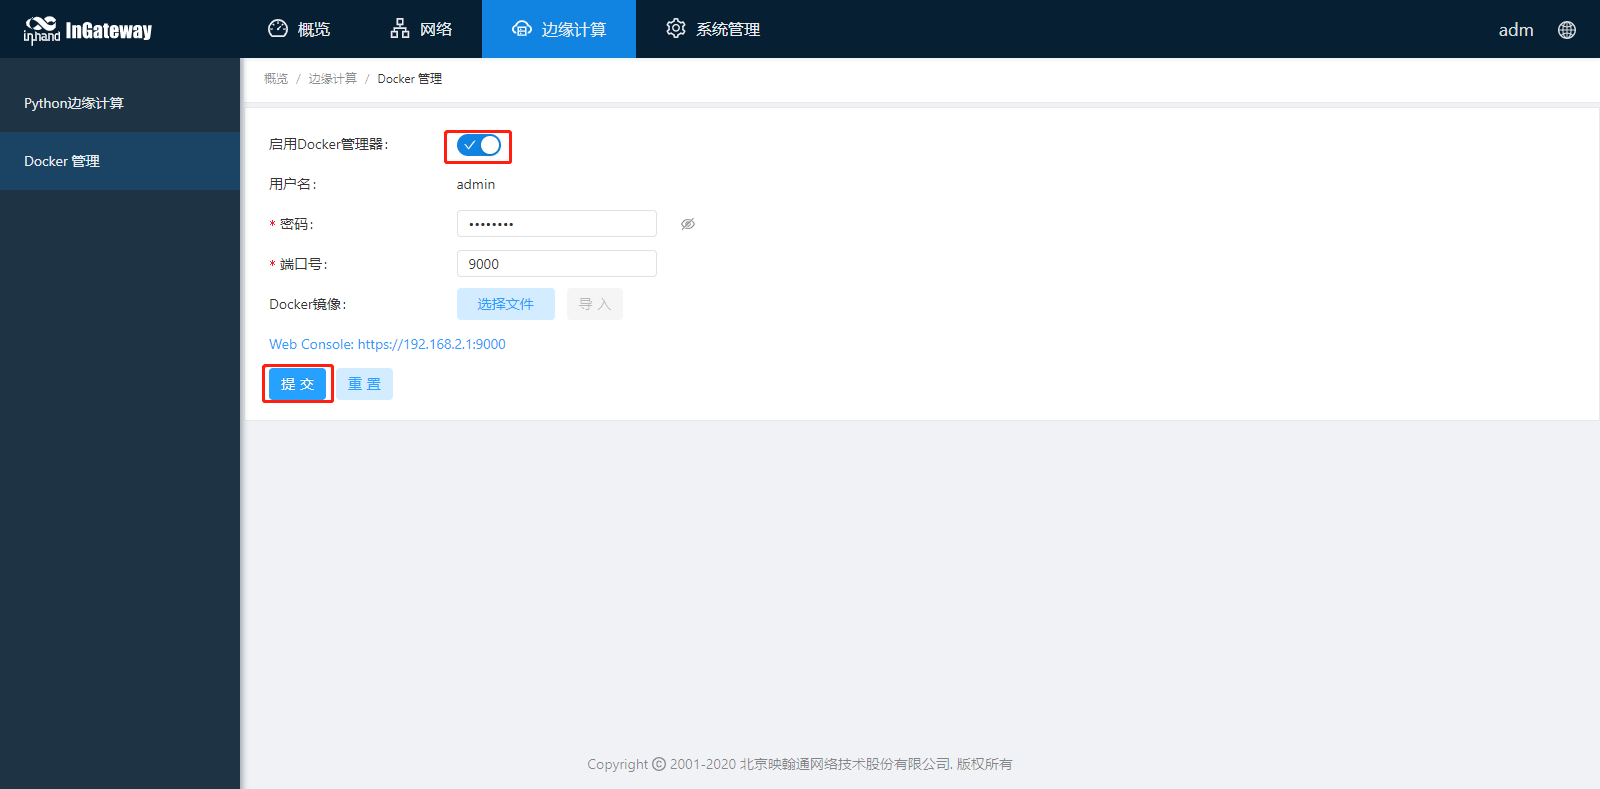 inhand InGateway 概览 网络 边缘计算 系统管理 adm
概览 / 边缘计算 / Docker 管理
Python边缘计算
Docker 管理
启用Docker管理器:
用户名: admin
* 密码: ••••••••
* 端口号: 9000
Docker镜像: 选择文件 导 入
Web Console: https://192.168.2.1:9000
提 交 重 置
Copyright © 2001-2020 北京映翰通网络技术股份有限公司. 版权所有